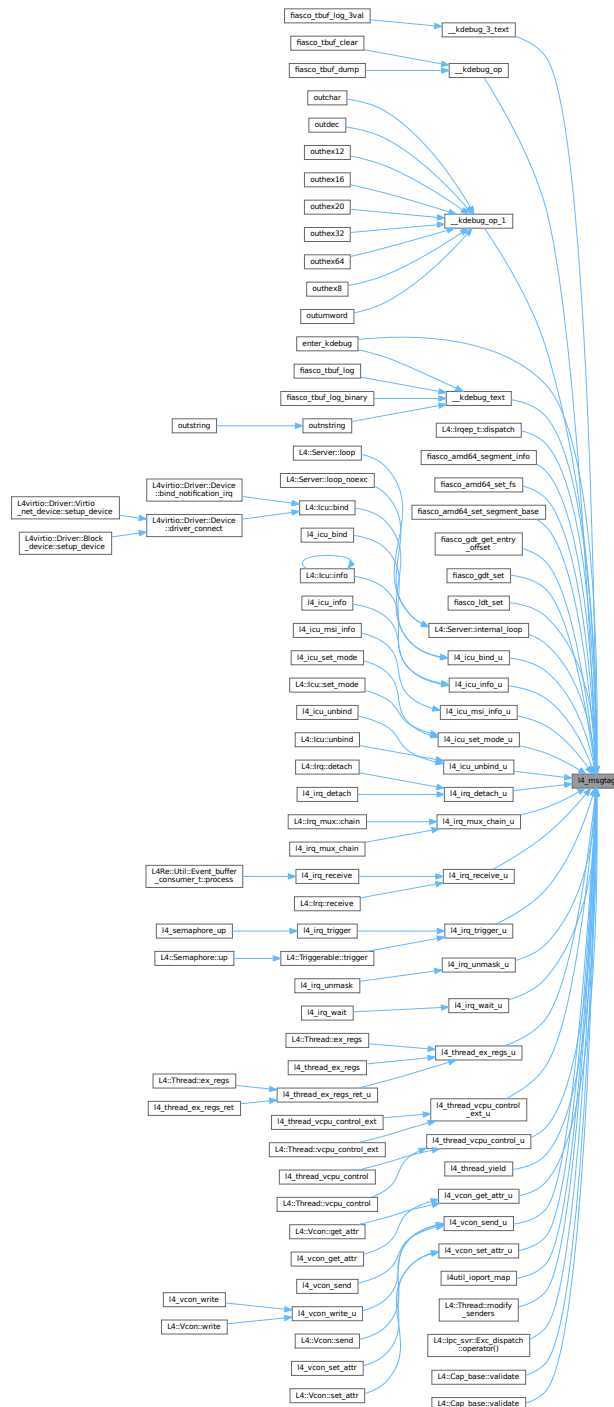 fiasco_tbuf_log_3val
__kdebug_3_text
fiasco_tbuf_clear
__kdebug_op
fiasco_tbuf_dump
outchar
outdec
outhex12
outhex16
outhex20
__kdebug_op_1
outhex32
outhex64
outhex8
outumword
enter_kdebug
fiasco_tbuf_log
fiasco_tbuf_log_binary
__kdebug_text
outstring
outnstring
L4::Irqep_t::dispatch
L4::Server::loop
fiasco_amd64_segment_info
L4::Server::loop_noexc
fiasco_amd64_set_fs
L4virtio::Driver::Device
::bind_notification_irq
L4::Icu::bind
fiasco_amd64_set_segment_base
L4virtio::Driver::Virtio
_net_device::setup_device
L4virtio::Driver::Device
::driver_connect
l4_icu_bind
fiasco_gdt_get_entry
_offset
L4virtio::Driver::Block
_device::setup_device
L4::Icu::info
fiasco_gdt_set
l4_icu_info
fiasco_ldt_set
l4_icu_msi_info
L4::Server::internal_loop
l4_icu_set_mode
l4_icu_bind_u
L4::Icu::set_mode
l4_icu_info_u
l4_icu_unbind
l4_icu_msi_info_u
L4::Icu::unbind
l4_icu_set_mode_u
L4::Irq::detach
l4_icu_unbind_u
l4_msgtag
l4_irq_detach
l4_irq_detach_u
L4::Irq_mux::chain
l4_irq_mux_chain_u
l4_irq_mux_chain
L4Re::Util::Event_buffer
_consumer_t::process
l4_irq_receive
l4_irq_receive_u
L4::Irq::receive
l4_semaphore_up
l4_irq_trigger
l4_irq_trigger_u
L4::Semaphore::up
L4::Triggerable::trigger
l4_irq_unmask_u
l4_irq_unmask
l4_irq_wait
l4_irq_wait_u
L4::Thread::ex_regs
l4_thread_ex_regs_u
l4_thread_ex_regs
L4::Thread::ex_regs
l4_thread_ex_regs_ret_u
l4_thread_ex_regs_ret
l4_thread_vcpu_control
_ext_u
l4_thread_vcpu_control_ext
L4::Thread::vcpu_control_ext
l4_thread_vcpu_control_u
l4_thread_vcpu_control
l4_thread_yield
L4::Thread::vcpu_control
l4_vcon_get_attr_u
L4::Vcon::get_attr
l4_vcon_send_u
l4_vcon_get_attr
l4_vcon_set_attr_u
l4_vcon_send
l4util_ioport_map
l4_vcon_write
l4_vcon_write_u
L4::Thread::modify
_senders
L4::Vcon::write
L4::Vcon::send
L4::Ipc_svr::Exc_dispatch
::operator()
l4_vcon_set_attr
L4::Cap_base::validate
L4::Vcon::set_attr
L4::Cap_base::validate